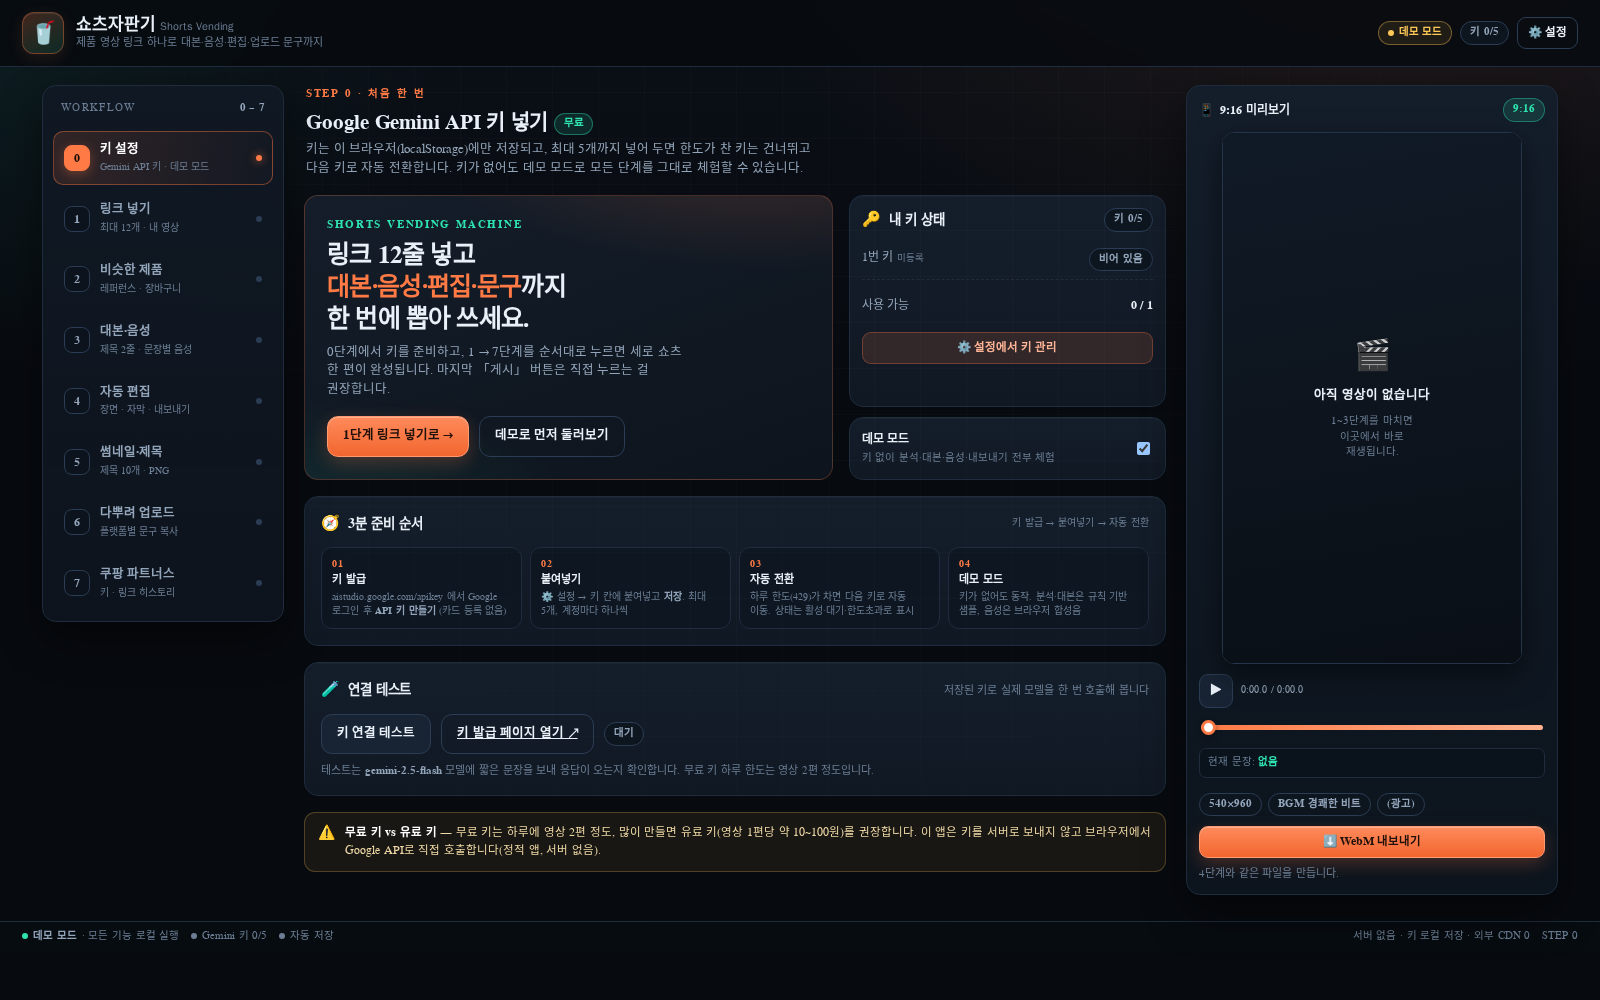 쇼츠자판기 Shorts Vending
제품 영상 링크 하나로 대본·음성·편집·업로드 문구까지
데모 모드
키 0/5
⚙️ 설정
WORKFLOW
0 – 7
0
키 설정
Gemini API 키 · 데모 모드
1
링크 넣기
최대 12개 · 내 영상
2
비슷한 제품
레퍼런스 · 장바구니
3
대본·음성
제목 2줄 · 문장별 음성
4
자동 편집
장면 · 자막 · 내보내기
5
썸네일·제목
제목 10개 · PNG
6
다뿌려 업로드
플랫폼별 문구 복사
7
쿠팡 파트너스
키 · 링크 히스토리
STEP 0 · 처음 한 번
Google Gemini API 키 넣기 무료
키는 이 브라우저(localStorage)에만 저장되고, 최대 5개까지 넣어 두면 한도가 찬 키는 건너뛰고
다음 키로 자동 전환합니다. 키가 없어도 데모 모드로 모든 단계를 그대로 체험할 수 있습니다.
SHORTS VENDING MACHINE
링크 12줄 넣고
대본·음성·편집·문구까지
한 번에 뽑아 쓰세요.
0단계에서 키를 준비하고, 1 → 7단계를 순서대로 누르면 세로 쇼츠
한 편이 완성됩니다. 마지막 「게시」 버튼은 직접 누르는 걸
권장합니다.
1단계 링크 넣기로 →
데모로 먼저 둘러보기
🔑 내 키 상태
키 0/5
1번 키 미등록
비어 있음
사용 가능
0 / 1
⚙️ 설정에서 키 관리
데모 모드
키 없이 분석·대본·음성·내보내기 전부 체험
🧭 3분 준비 순서
키 발급 → 붙여넣기 → 자동 전환
01
키 발급
aistudio.google.com/apikey 에서 Google
로그인 후 API 키 만들기 (카드 등록 없음)
02
붙여넣기
⚙️ 설정 → 키 칸에 붙여넣고 저장. 최대
5개, 계정마다 하나씩
03
자동 전환
하루 한도(429)가 차면 다음 키로 자동
이동. 상태는 활성·대기·한도초과로 표시
04
데모 모드
키가 없어도 동작. 분석·대본은 규칙 기반
샘플, 음성은 브라우저 합성음
🧪 연결 테스트
저장된 키로 실제 모델을 한 번 호출해 봅니다
키 연결 테스트
키 발급 페이지 열기 ↗
대기
테스트는 gemini-2.5-flash 모델에 짧은 문장을 보내 응답이 오는지 확인합니다. 무료 키 하루 한도는 영상 2편 정도입니다.
⚠️ 무료 키 vs 유료 키 — 무료 키는 하루에 영상 2편 정도, 많이 만들면 유료 키(영상 1편당 약 10~100원)를 권장합니다. 이 앱은 키를 서버로 보내지 않고 브라우저에서
Google API로 직접 호출합니다(정적 앱, 서버 없음).
📱 9:16 미리보기
9:16
아직 영상이 없습니다
1~3단계를 마치면
이곳에서 바로
재생됩니다.
0:00.0 / 0:00.0
현재 문장: 없음
540×960
BGM 경쾌한 비트
(광고)
⬇️ WebM 내보내기
4단계와 같은 파일을 만듭니다.
데모 모드 · 모든 기능 로컬 실행
Gemini 키 0/5
자동 저장
서버 없음 · 키 로컬 저장 · 외부 CDN 0
STEP 0